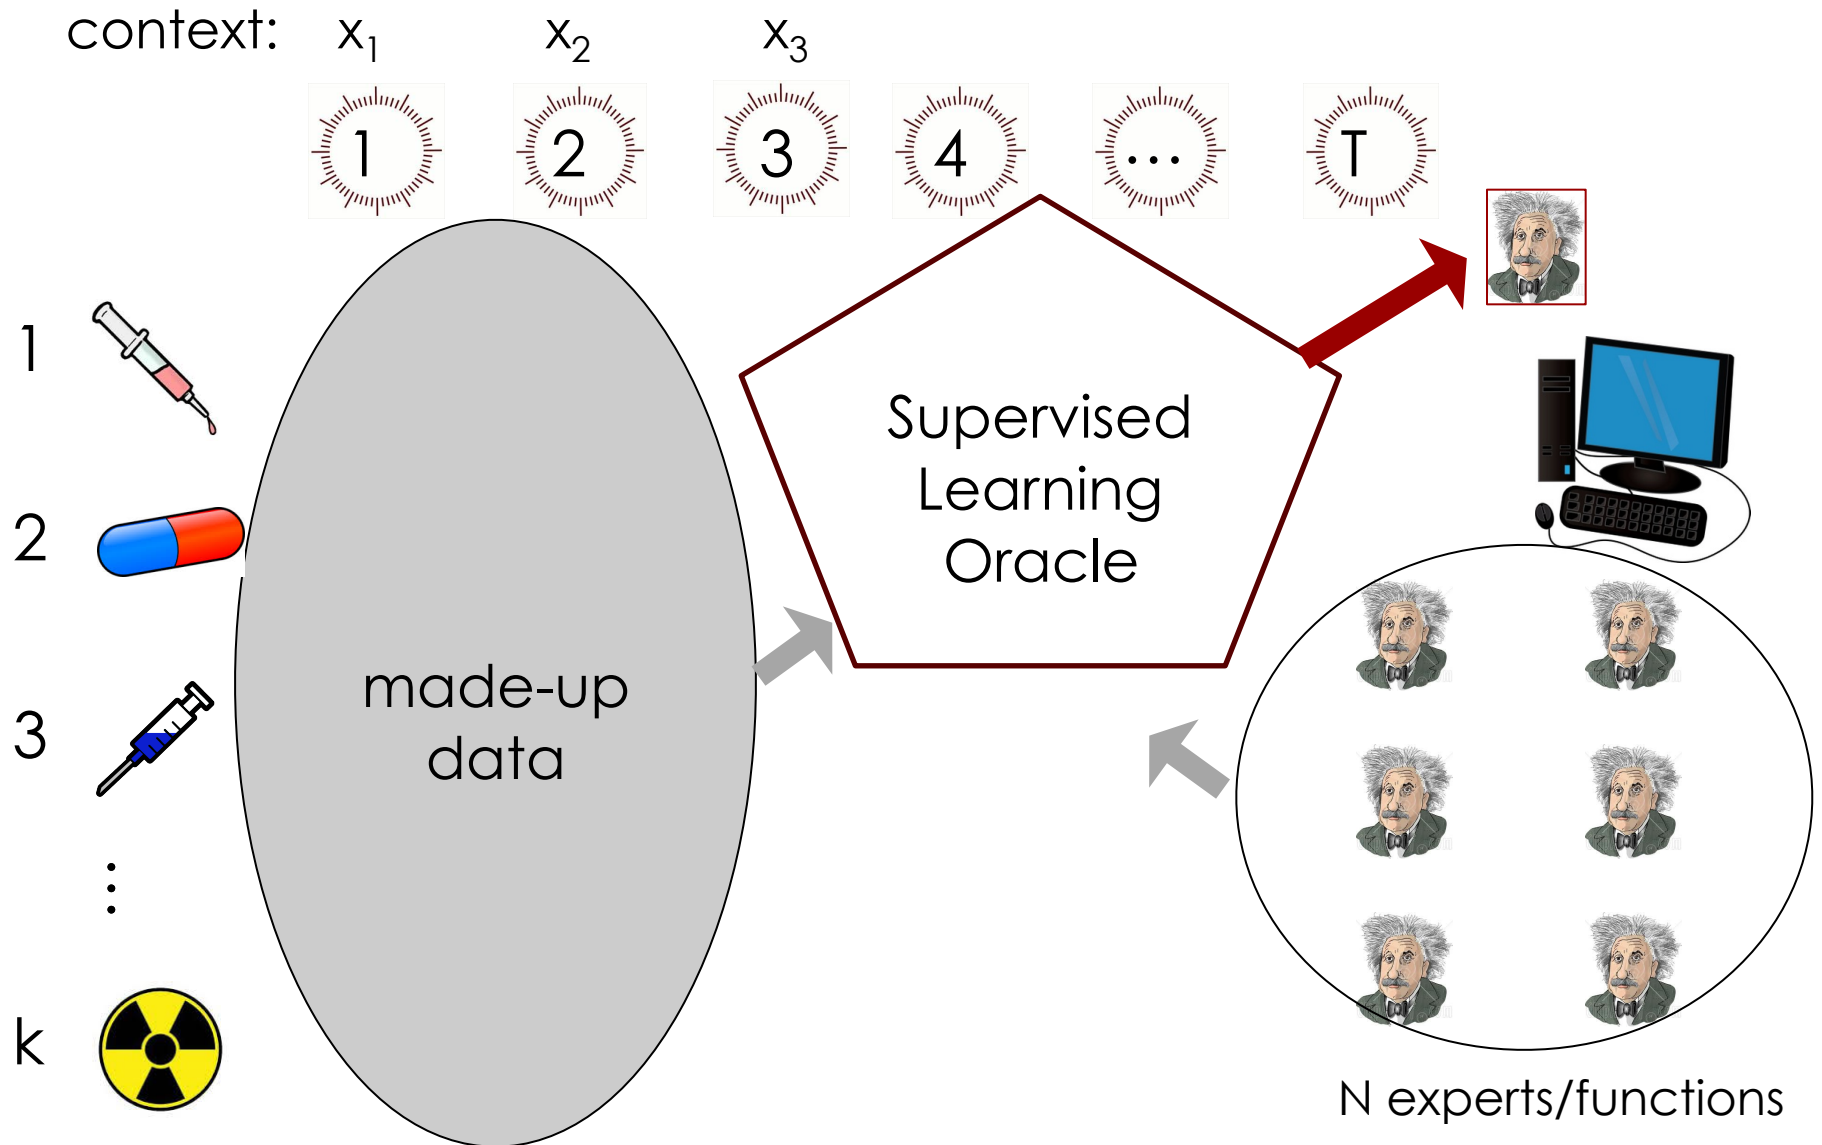 context: x₁ x₂ x₃
1 2 3 4 ... T
1
2
3
⋮
k
made-up
data
Supervised
Learning
Oracle
N experts/functions